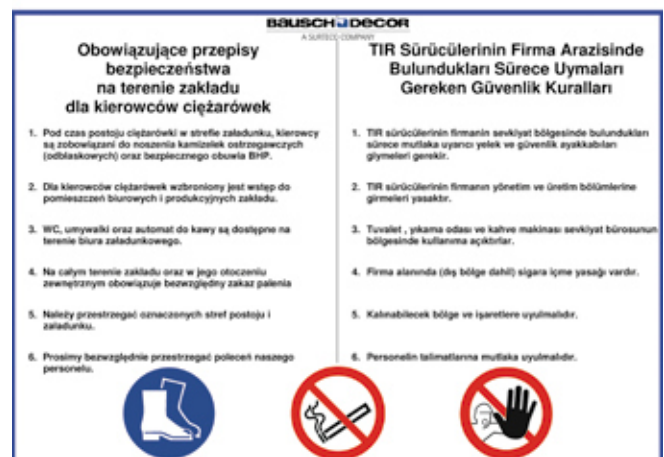 BAUSCH DECOR
A SURTECO COMPANY
Obowiązujące przepisy
bezpieczeństwa
na terenie zakładu
dla kierowców ciężarówek
1. Pod czas postoju ciężarówki w strefie załadunku, kierowcy
są zobowiązani do noszenia kamizelek ostrzegawczych
(odblaskowych) oraz bezpiecznego obuwia BHP.
2. Dla kierowców ciężarówek wzbroniony jest wstęp do
pomieszczeń biurowych i produkcyjnych zakładu.
3. WC, umywalki oraz automat do kawy są dostępne na
terenie biura załadunkowego.
4. Na całym terenie zakładu oraz w jego otoczeniu
zewnętrznym obowiązuje bezwzględny zakaz palenia
5. Należy przestrzegać oznaczonych stref postoju i
załadunku.
6. Prosimy bezwzględnie przestrzegać poleceń naszego
personelu.
TIR Sürücülerinin Firma Arazisinde
Bulundukları Sürece Uymaları
Gereken Güvenlik Kuralları
1. TIR sürücülerinin firmanin sevkiyat bölgesinde bulundukları
sürece mutlaka uyarıcı yelek ve güvenlik ayakkabıları
giymeleri gerekir.
2. TIR sürücülerinin firmanın yönetim ve üretim bölümlerine
girmeleri yasaktır.
3. Tuvalet , yıkama odası ve kahve makinası sevkiyat bürosunun
bölgesinde kullanıma açıktırlar.
4. Firma alanında (dış bölge dahil) sigara içme yasağı vardır.
5. Kalınabilecek bölge ve işaretlere uyulmalıdır.
6. Personelin talimatlarına mutlaka uyulmalıdır.